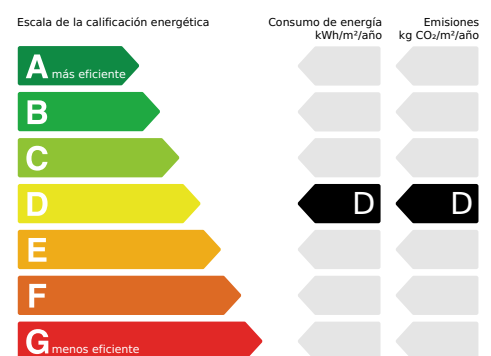 Escala de la calificación energética
Consumo de energía
kWh/m²/año
Emisiones
kg CO₂/m²/año
A más eficiente
B
C
D D D
E
F
G menos eficiente